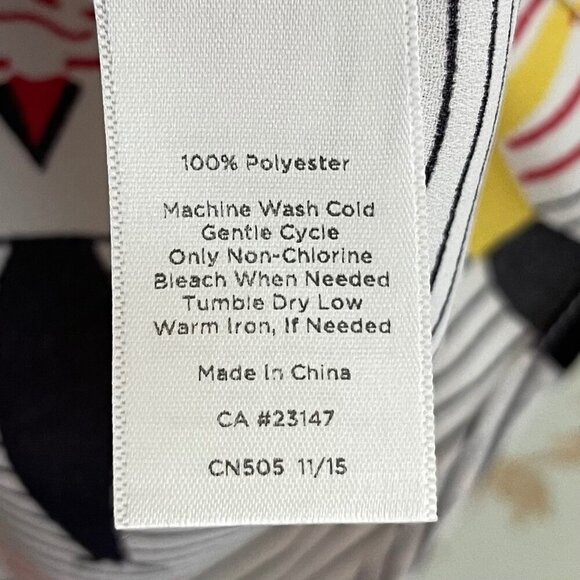 100% Polyester
Machine Wash Cold
Gentle Cycle
Only Non-Chlorine
Bleach When Needed
Tumble Dry Low
Warm Iron, If Needed
Made In China
CA #23147
CN505 11/15